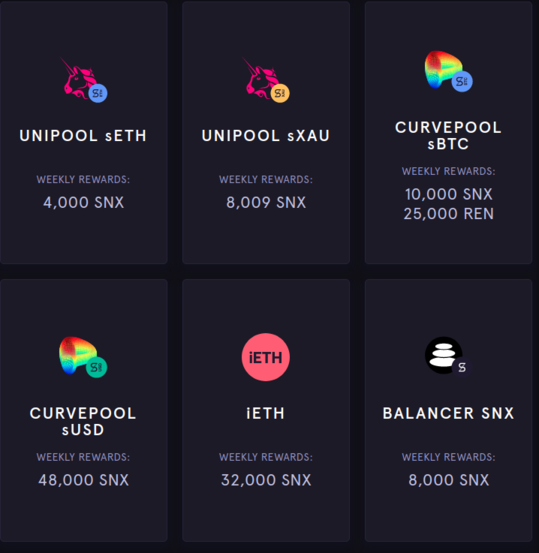 UNIPOOL sETH
WEEKLY REWARDS:
4,000 SNX
UNIPOOL sXAU
WEEKLY REWARDS:
8,009 SNX
CURVEPOOL
sBTC
WEEKLY REWARDS:
10,000 SNX
25,000 REN
CURVEPOOL
sUSD
WEEKLY REWARDS:
48,000 SNX
iETH
iETH
WEEKLY REWARDS:
32,000 SNX
BALANCER SNX
WEEKLY REWARDS:
8,000 SNX